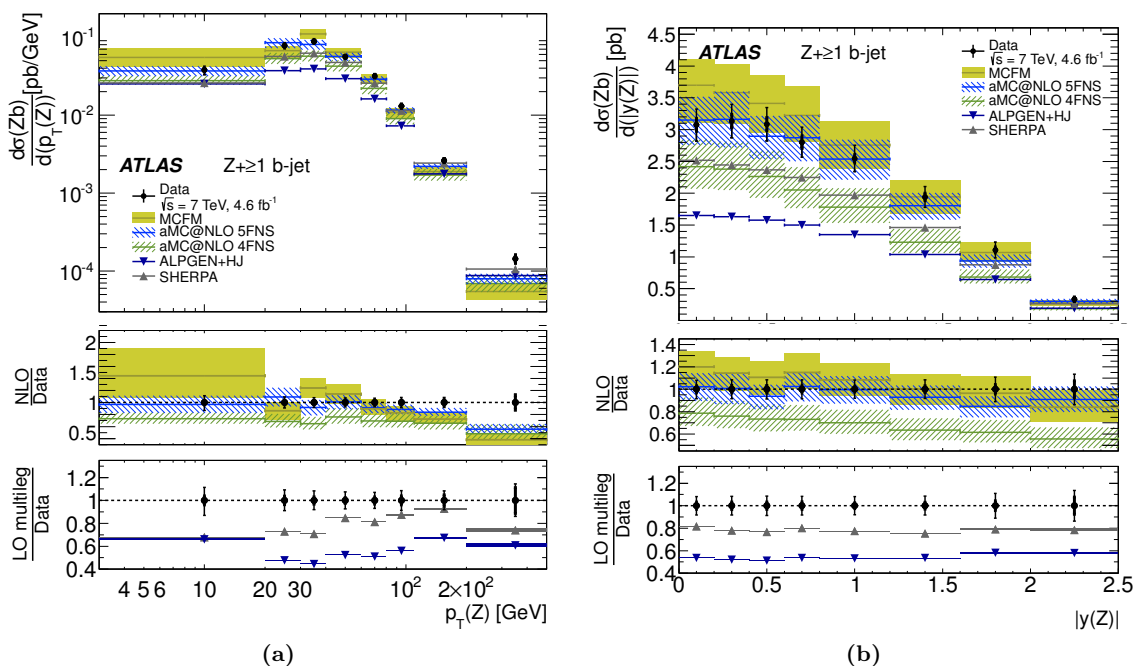 dσ(Zb)
d(p_T(Z)) [pb/GeV]
10⁻¹
10⁻²
10⁻³
10⁻⁴
ATLAS Z+≥1 b-jet
Data
√s = 7 TeV, 4.6 fb⁻¹
MCFM
aMC@NLO 5FNS
aMC@NLO 4FNS
ALPGEN+HJ
SHERPA
NLO
Data
2
1.5
1
0.5
LO multileg
Data
1.2
1
0.8
0.6
0.4
4 5 6 10 20 30 10² 2×10²
p_T(Z) [GeV]
(a)
dσ(Zb)
d(|y(Z)|) [pb]
4.5
4
3.5
3
2.5
2
1.5
1
0.5
ATLAS Z+≥1 b-jet
Data
√s = 7 TeV, 4.6 fb⁻¹
MCFM
aMC@NLO 5FNS
aMC@NLO 4FNS
ALPGEN+HJ
SHERPA
NLO
Data
1.4
1.2
1
0.8
0.6
LO multileg
Data
1.2
1
0.8
0.6
0.4
0 0.5 1 1.5 2 2.5
|y(Z)|
(b)